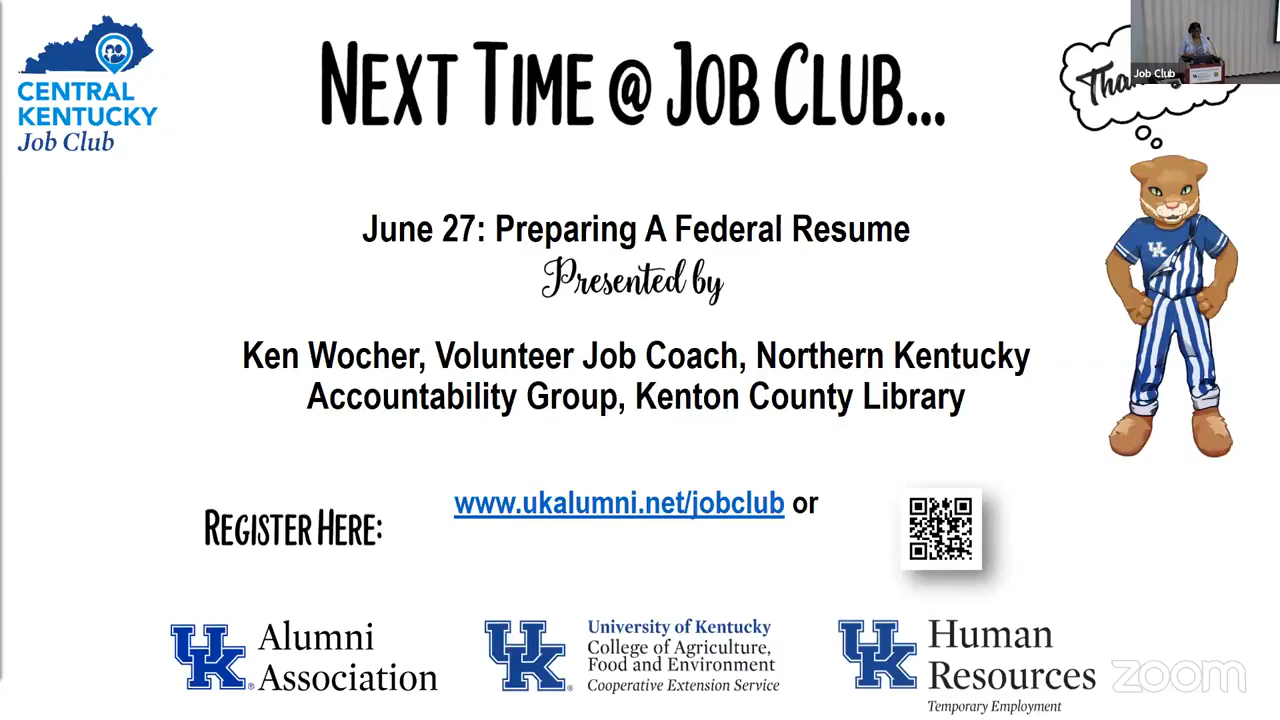 CENTRAL
KENTUCKY
Job Club
NEXT TIME @ JOB CLUB...
Job Club
June 27: Preparing A Federal Resume
Presented by
Ken Wocher, Volunteer Job Coach, Northern Kentucky
Accountability Group, Kenton County Library
UK
REGISTER HERE:
www.ukalumni.net/jobclub or
UK Alumni
Association
UK University of Kentucky
College of Agriculture,
Food and Environment
Cooperative Extension Service
UK Human
Resources
Temporary Employment
zoom